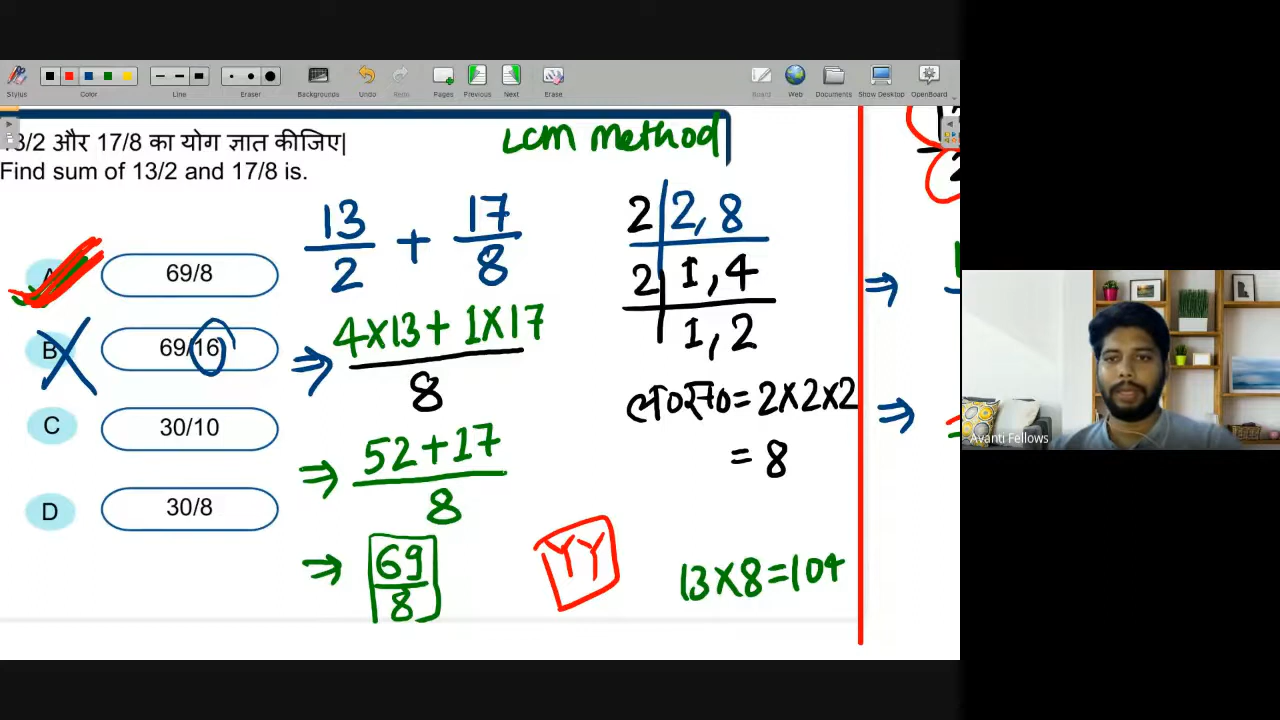 Stylus
Color
Line
Eraser
Backgrounds
Undo
Redo
Pages
Previous
Next
Erase
Board
Web
Documents
Show Desktop
OpenBoard
3/2 और 17/8 का योग ज्ञात कीजिए|
Find sum of 13/2 and 17/8 is.
LCM method
A 69/8
B 69/16
C 30/10
D 30/8
13/2 + 17/8
⇒ 4×13 + 1×17 / 8
⇒ 52+17 / 8
⇒ 69/8
2 | 2, 8
2 | 1, 4
1, 2
ल०स० = 2×2×2
= 8
YY
13×8=104
⇒
⇒
Avanti Fellows